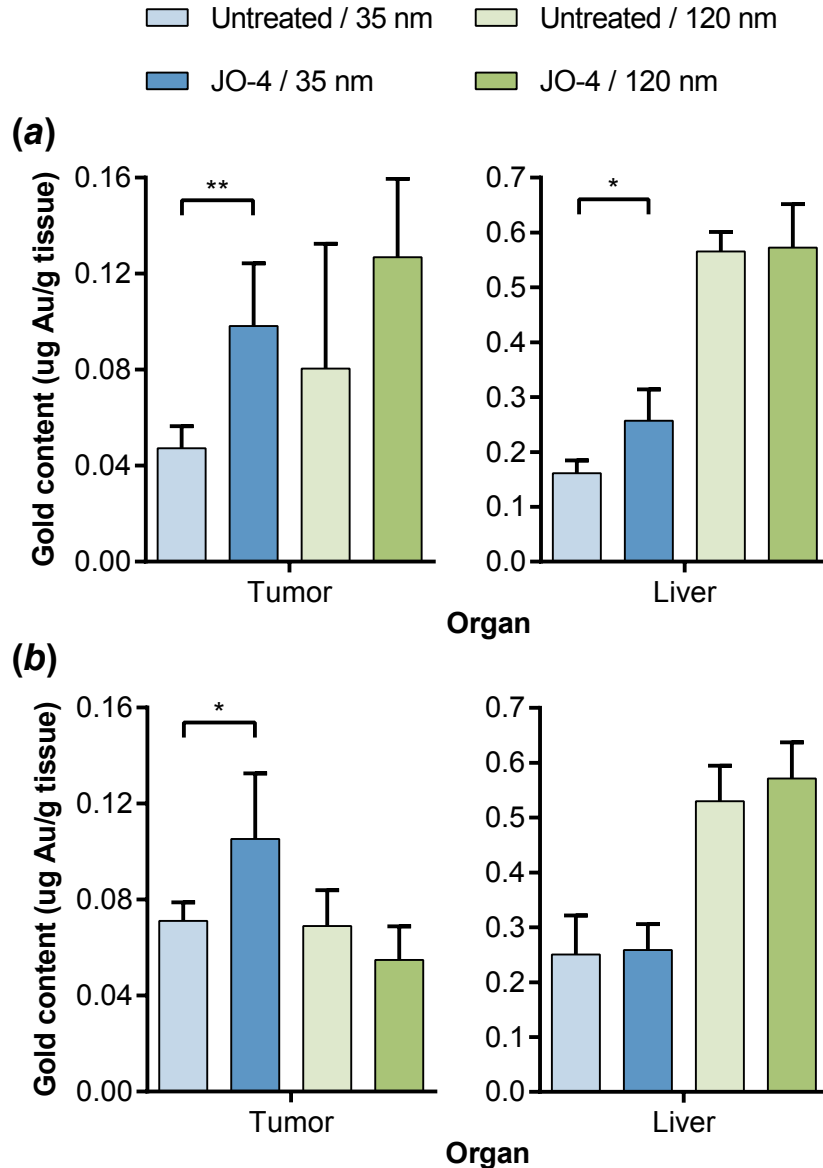 Untreated / 35 nm
Untreated / 120 nm
JO-4 / 35 nm
JO-4 / 120 nm
(a)
Gold content (ug Au/g tissue)
0.16
0.12
0.08
0.04
0.00
**
Tumor
0.7
0.6
0.5
0.4
0.3
0.2
0.1
0.0
*
Liver
Organ
(b)
Gold content (ug Au/g tissue)
0.16
0.12
0.08
0.04
0.00
*
Tumor
0.7
0.6
0.5
0.4
0.3
0.2
0.1
0.0
Liver
Organ